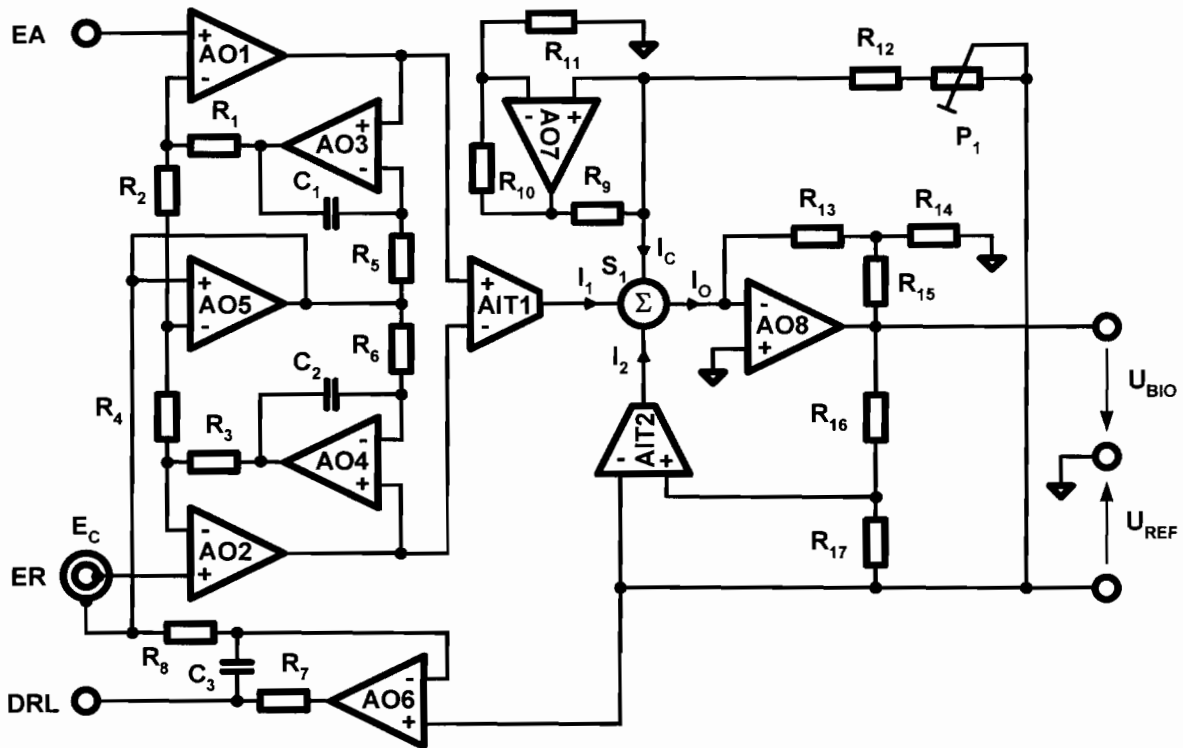 EA
+
AO1
-
R11
R12
P1
- +
AO7
R1
+
AO3
-
R2
C1
R10
R9
R13
R14
R5
IC
S1
+
AO5
-
+
AIT1
-
I1
Σ
IO
R15
-
AO8
+
R6
C2
I2
UBIO
R4
R3
-
AO4
+
AIT2
- +
R16
EC
-
AO2
+
ER
R17
UREF
R8
C3
R7
-
AO6
+
DRL